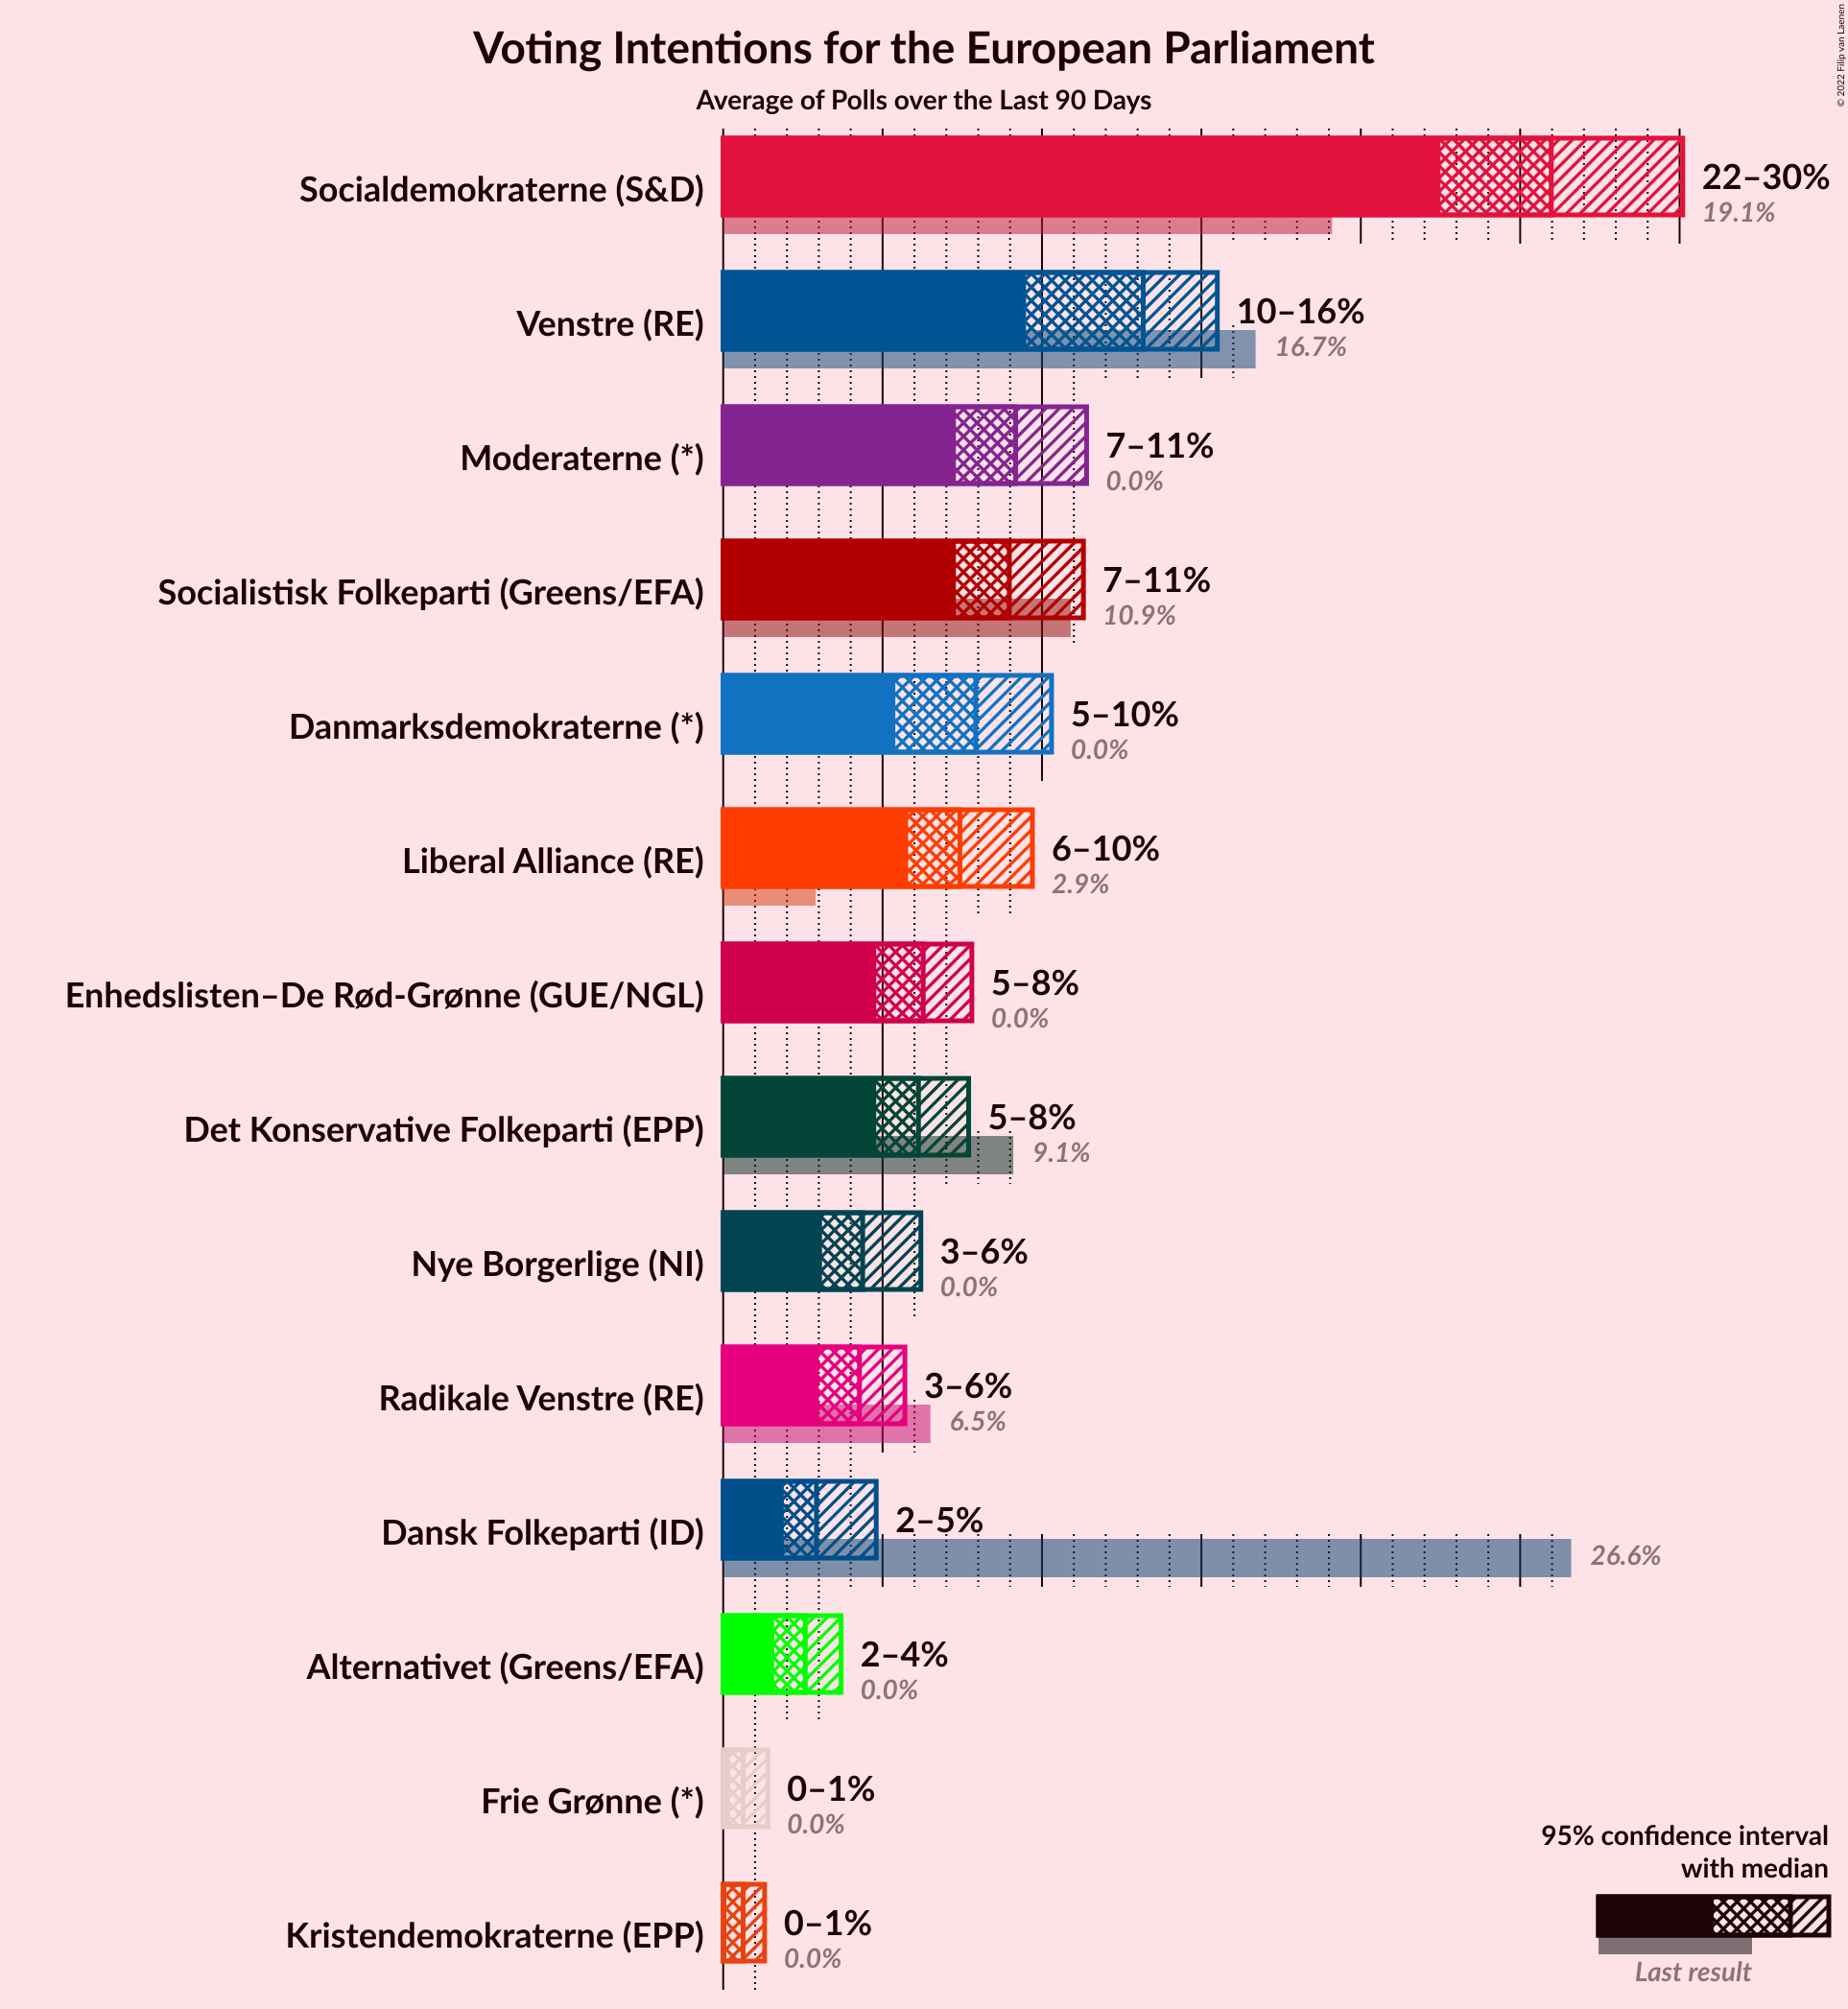 Voting Intentions for the European Parliament
Average of Polls over the Last 90 Days
© 2022 Filip van Laenen
Socialdemokraterne (S&D)
22–30%
19.1%
Venstre (RE)
10–16%
16.7%
Moderaterne (*)
7–11%
0.0%
Socialistisk Folkeparti (Greens/EFA)
7–11%
10.9%
Danmarksdemokraterne (*)
5–10%
0.0%
Liberal Alliance (RE)
6–10%
2.9%
Enhedslisten–De Rød-Grønne (GUE/NGL)
5–8%
0.0%
Det Konservative Folkeparti (EPP)
5–8%
9.1%
Nye Borgerlige (NI)
3–6%
0.0%
Radikale Venstre (RE)
3–6%
6.5%
Dansk Folkeparti (ID)
2–5%
26.6%
Alternativet (Greens/EFA)
2–4%
0.0%
Frie Grønne (*)
0–1%
0.0%
Kristendemokraterne (EPP)
0–1%
0.0%
95% confidence interval
with median
Last result